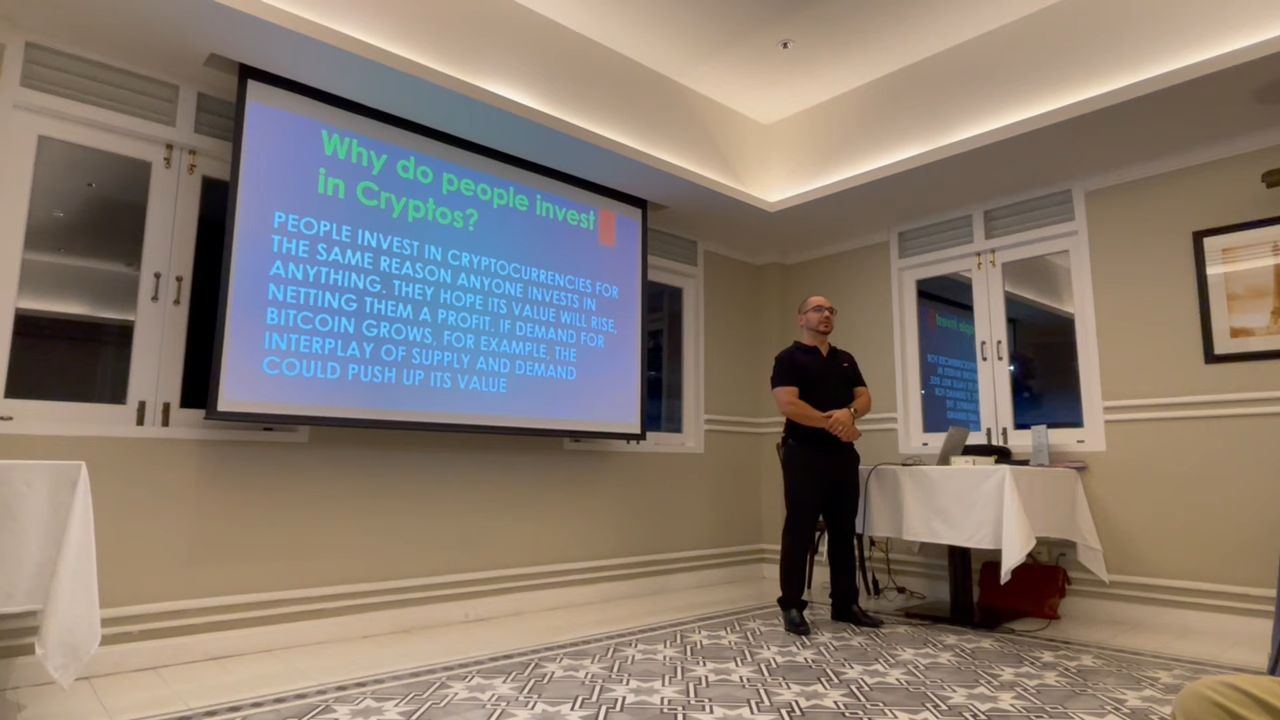 Why do people invest
in Cryptos?
PEOPLE INVEST IN CRYPTOCURRENCIES FOR
THE SAME REASON ANYONE INVESTS IN
ANYTHING. THEY HOPE ITS VALUE WILL RISE,
NETTING THEM A PROFIT. IF DEMAND FOR
BITCOIN GROWS, FOR EXAMPLE, THE
INTERPLAY OF SUPPLY AND DEMAND
COULD PUSH UP ITS VALUE